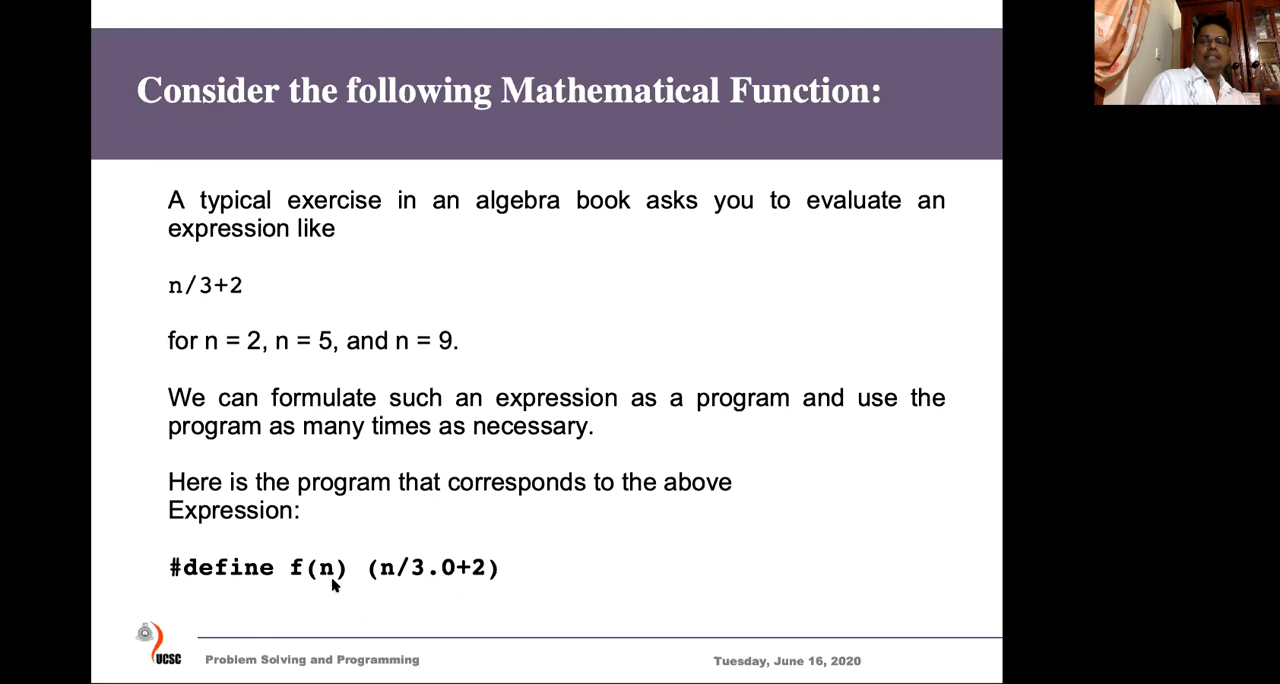 Consider the following Mathematical Function:
A typical exercise in an algebra book asks you to evaluate an
expression like
n/3+2
for n = 2, n = 5, and n = 9.
We can formulate such an expression as a program and use the
program as many times as necessary.
Here is the program that corresponds to the above
Expression:
#define f(n) (n/3.0+2)
UCSC
Problem Solving and Programming
Tuesday, June 16, 2020